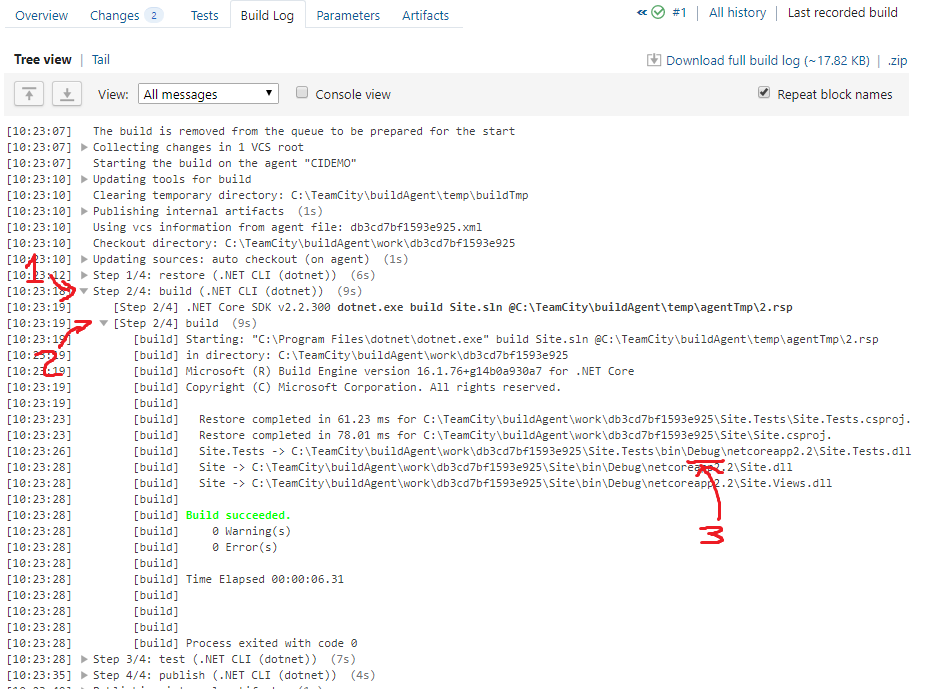 Overview Changes 2 Tests Build Log Parameters Artifacts #1 All history Last recorded build
Tree view Tail Download full build log (~17.82 KB) .zip
View: All messages Console view Repeat block names
[10:23:07] The build is removed from the queue to be prepared for the start
[10:23:07] Collecting changes in 1 VCS root
[10:23:07] Starting the build on the agent "CIDEMO"
[10:23:10] Updating tools for build
[10:23:10] Clearing temporary directory: C:\TeamCity\buildAgent\temp\buildTmp
[10:23:10] Publishing internal artifacts (1s)
[10:23:10] Using vcs information from agent file: db3cd7bf1593e925.xml
[10:23:10] Checkout directory: C:\TeamCity\buildAgent\work\db3cd7bf1593e925
[10:23:10] Updating sources: auto checkout (on agent) (1s)
1
[10:23:12] Step 1/4: restore (.NET CLI (dotnet)) (6s)
[10:23:18] Step 2/4: build (.NET CLI (dotnet)) (9s)
[10:23:19] [Step 2/4] .NET Core SDK v2.2.300 dotnet.exe build Site.sln @C:\TeamCity\buildAgent\temp\agentTmp\2.rsp
[10:23:19] [Step 2/4] build (9s)
[10:23:19] [build] Starting: "C:\Program Files\dotnet\dotnet.exe" build Site.sln @C:\TeamCity\buildAgent\temp\agentTmp\2.rsp
2
[10:23:19] [build] in directory: C:\TeamCity\buildAgent\work\db3cd7bf1593e925
[10:23:19] [build] Microsoft (R) Build Engine version 16.1.76+g14b0a930a7 for .NET Core
[10:23:19] [build] Copyright (C) Microsoft Corporation. All rights reserved.
[10:23:19] [build]
[10:23:23] [build] Restore completed in 61.23 ms for C:\TeamCity\buildAgent\work\db3cd7bf1593e925\Site.Tests\Site.Tests.csproj.
[10:23:23] [build] Restore completed in 78.01 ms for C:\TeamCity\buildAgent\work\db3cd7bf1593e925\Site\Site.csproj.
[10:23:26] [build] Site.Tests -> C:\TeamCity\buildAgent\work\db3cd7bf1593e925\Site.Tests\bin\Debug\netcoreapp2.2\Site.Tests.dll
[10:23:28] [build] Site -> C:\TeamCity\buildAgent\work\db3cd7bf1593e925\Site\bin\Debug\netcoreapp2.2\Site.dll
[10:23:28] [build] Site -> C:\TeamCity\buildAgent\work\db3cd7bf1593e925\Site\bin\Debug\netcoreapp2.2\Site.Views.dll
[10:23:28] [build]
[10:23:28] [build] Build succeeded.
[10:23:28] [build] 0 Warning(s)
3
[10:23:28] [build] 0 Error(s)
[10:23:28] [build]
[10:23:28] [build] Time Elapsed 00:00:06.31
[10:23:28] [build]
[10:23:28] [build]
[10:23:28] [build]
[10:23:28] [build] Process exited with code 0
[10:23:28] Step 3/4: test (.NET CLI (dotnet)) (7s)
[10:23:35] Step 4/4: publish (.NET CLI (dotnet)) (4s)